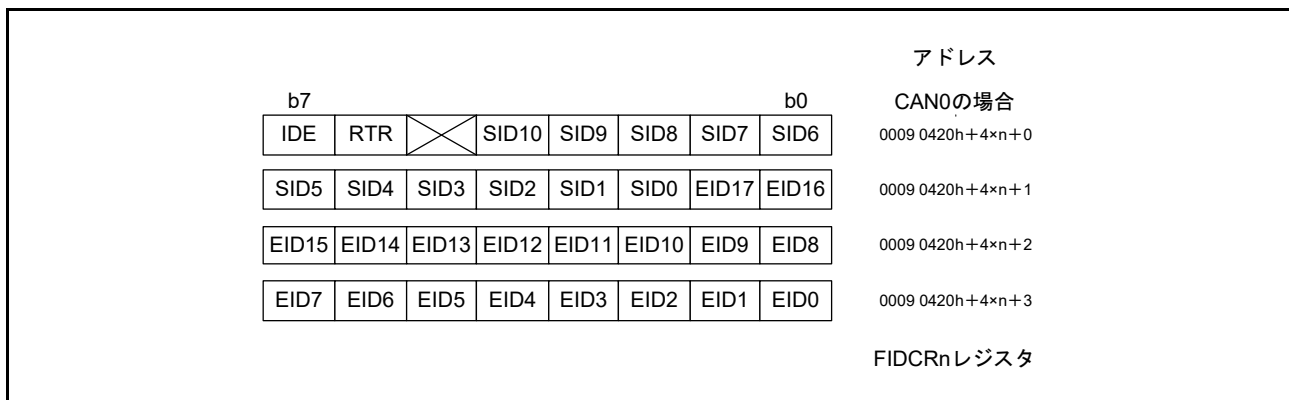 アドレス
b7 b0 CAN0の場合
IDE RTR SID10 SID9 SID8 SID7 SID6 0009 0420h＋4×n＋0
SID5 SID4 SID3 SID2 SID1 SID0 EID17 EID16 0009 0420h＋4×n＋1
EID15 EID14 EID13 EID12 EID11 EID10 EID9 EID8 0009 0420h＋4×n＋2
EID7 EID6 EID5 EID4 EID3 EID2 EID1 EID0 0009 0420h＋4×n＋3
FIDCRnレジスタ